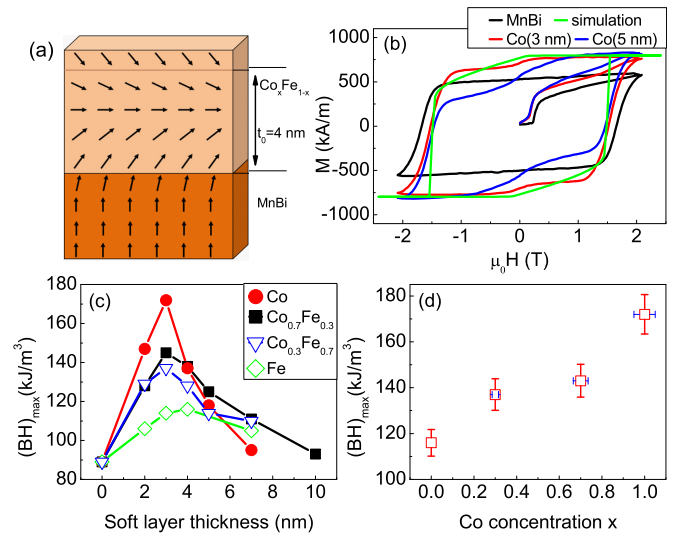 (a)
CoxFe1-x
t0=4 nm
MnBi
(b)
MnBi simulation
Co(3 nm) Co(5 nm)
1000
500
0
-500
-1000
M (kA/m)
-2 -1 0 1 2
μ0H (T)
(c)
Co
Co0.7Fe0.3
Co0.3Fe0.7
Fe
180
160
140
120
100
80
(BH)max(kJ/m3)
0 2 4 6 8 10
Soft layer thickness (nm)
(d)
180
160
140
120
100
(BH)max(kJ/m3)
0.0 0.2 0.4 0.6 0.8 1.0
Co concentration x